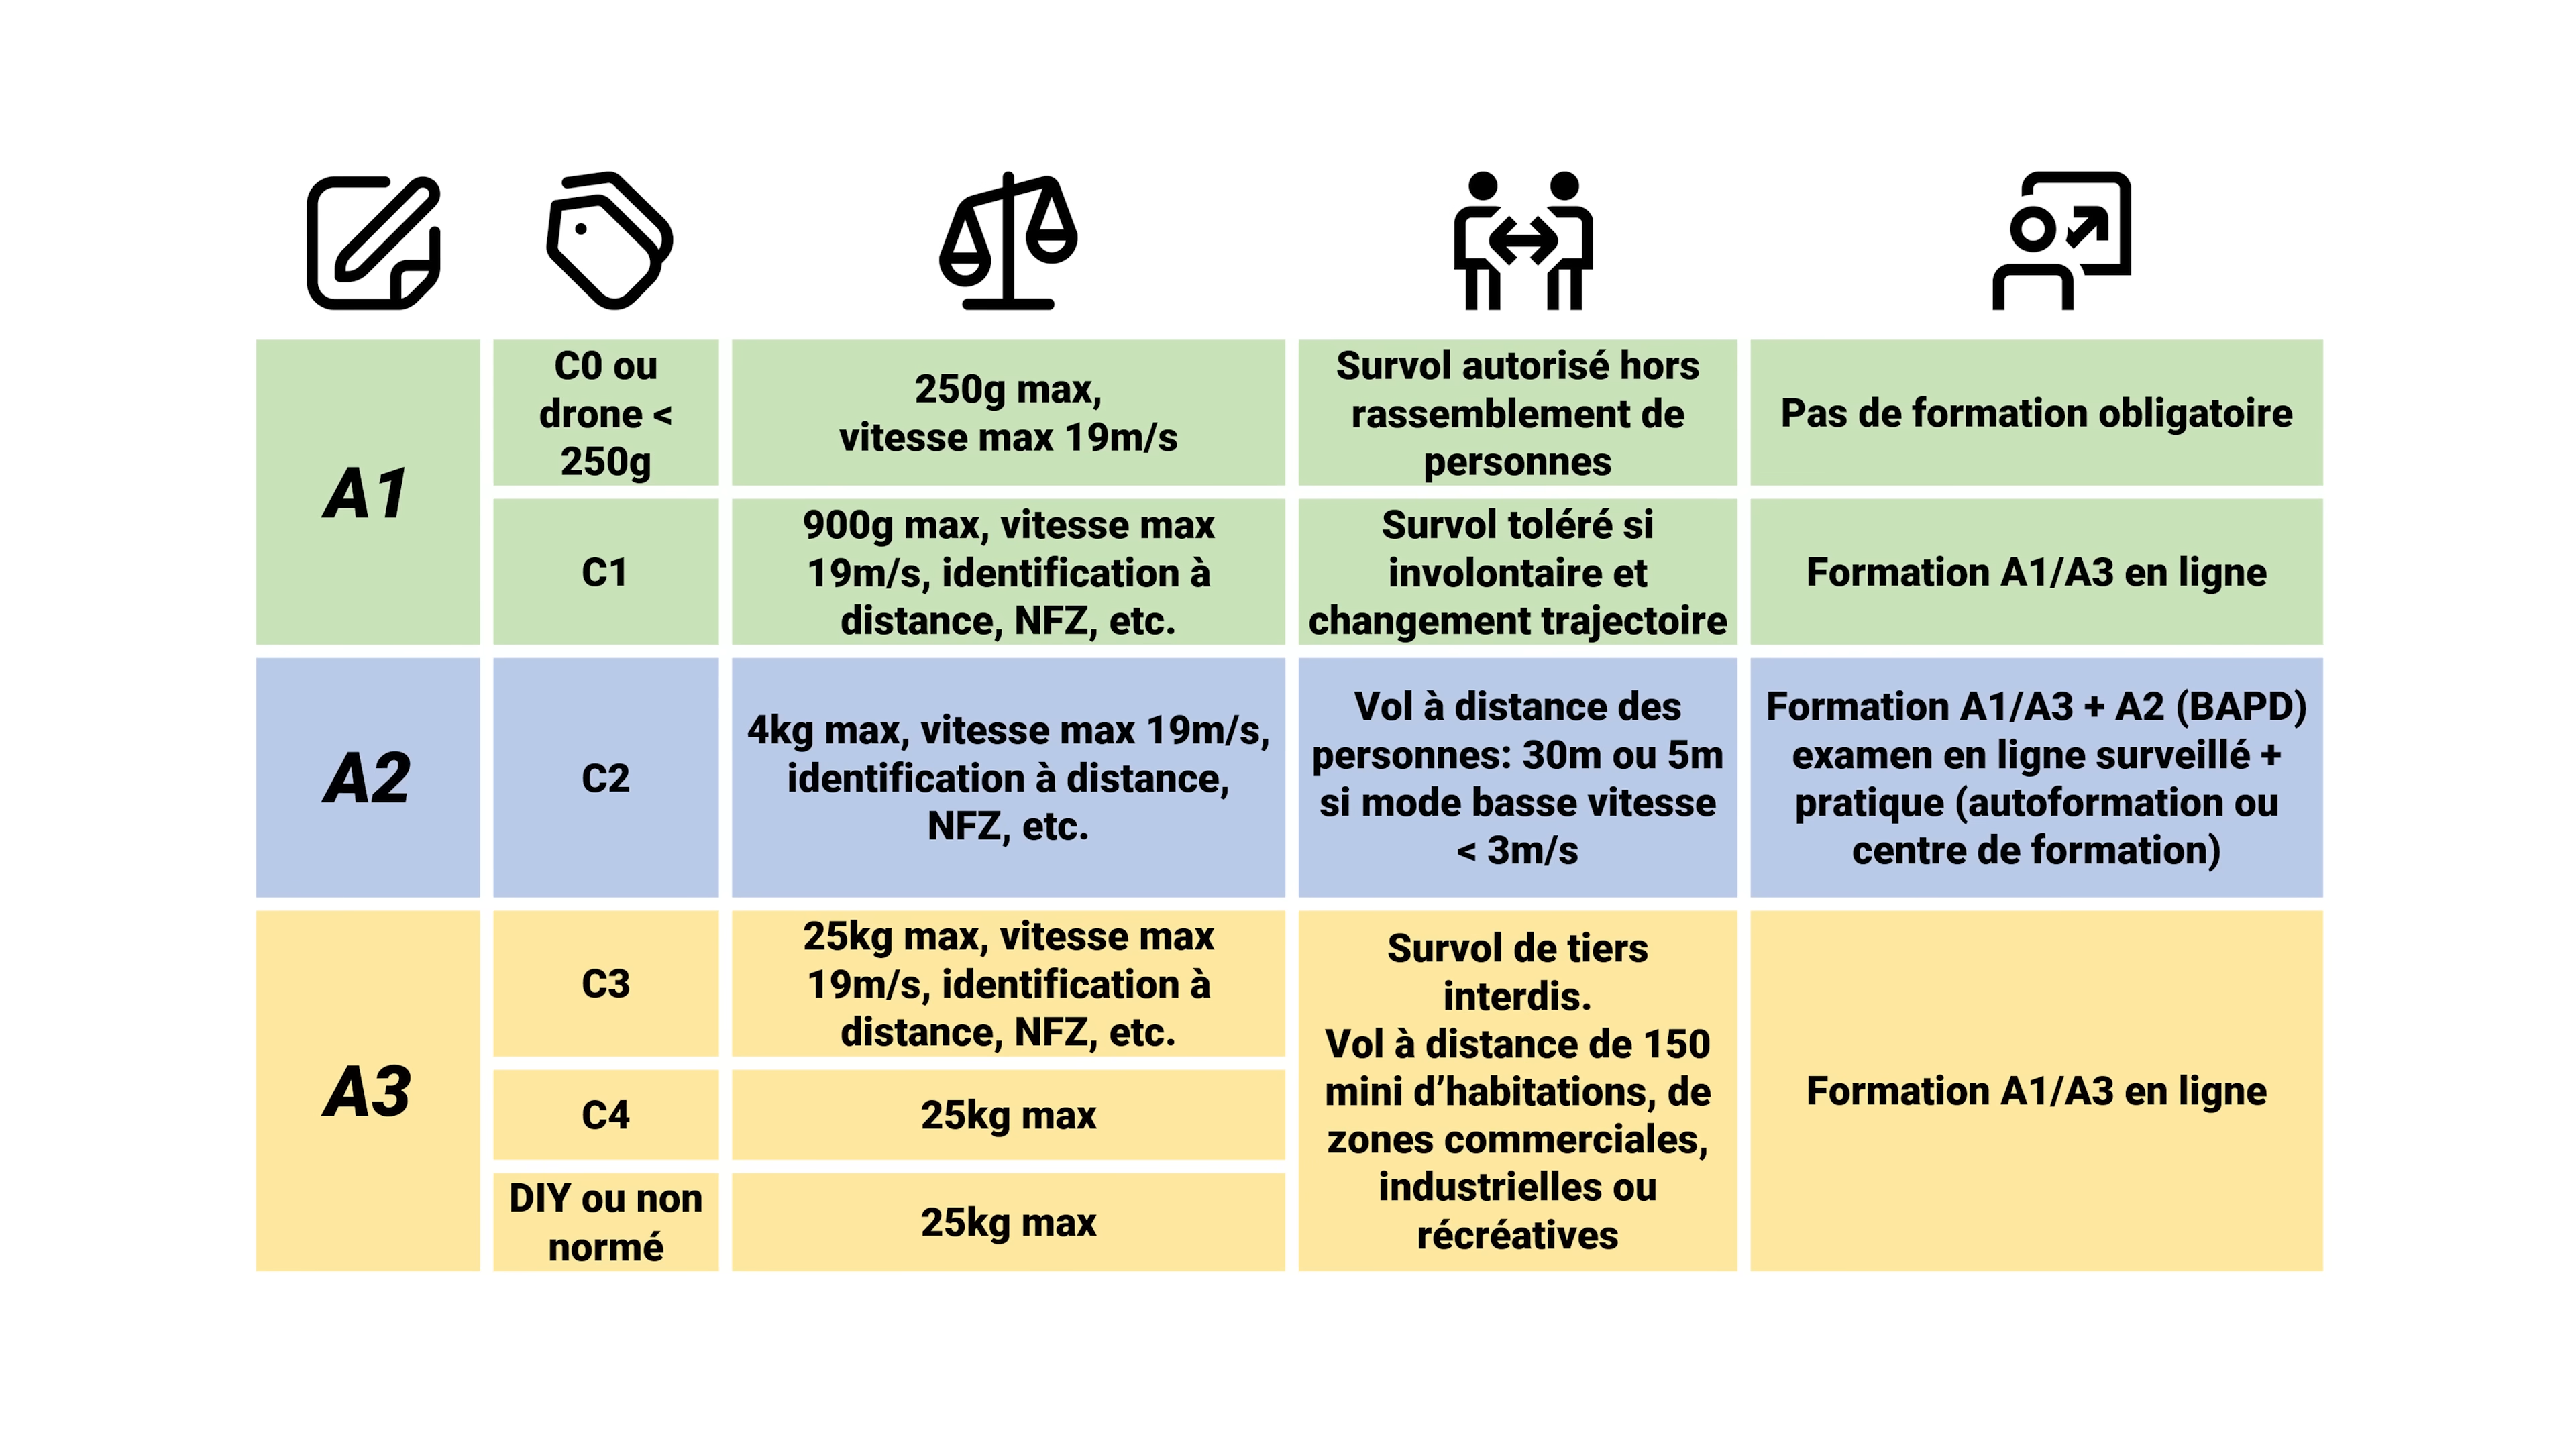 A1
C0 ou
drone <
250g
250g max,
vitesse max 19m/s
Survol autorisé hors
rassemblement de
personnes
Pas de formation obligatoire
C1
900g max, vitesse max
19m/s, identification à
distance, NFZ, etc.
Survol toléré si
involontaire et
changement trajectoire
Formation A1/A3 en ligne
A2
C2
4kg max, vitesse max 19m/s,
identification à distance,
NFZ, etc.
Vol à distance des
personnes: 30m ou 5m
si mode basse vitesse
< 3m/s
Formation A1/A3 + A2 (BAPD)
examen en ligne surveillé +
pratique (autoformation ou
centre de formation)
A3
C3
25kg max, vitesse max
19m/s, identification à
distance, NFZ, etc.
C4
25kg max
DIY ou non
normé
25kg max
Survol de tiers
interdis.
Vol à distance de 150
mini d’habitations, de
zones commerciales,
industrielles ou
récréatives
Formation A1/A3 en ligne